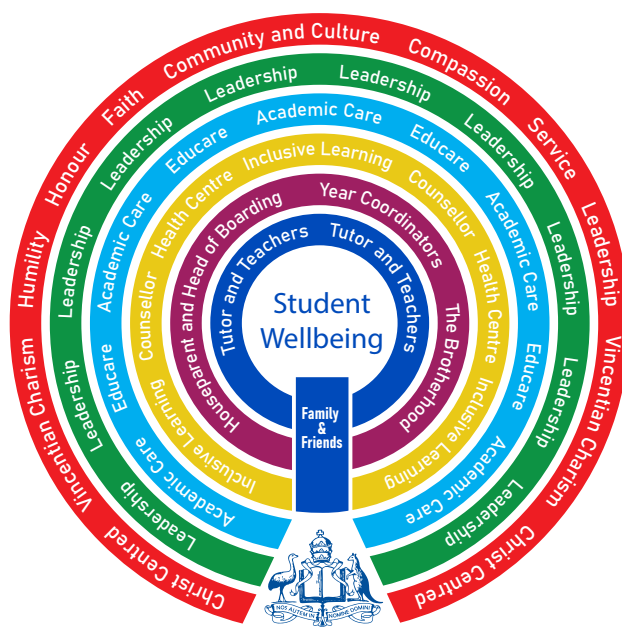 Christ Centred
Vincentian Charism
Humility
Honour
Faith
Community and Culture
Compassion
Service
Leadership
Vincentian Charism
Christ Centred
Leadership
Leadership
Leadership
Leadership
Leadership
Leadership
Leadership
Leadership
Leadership
Leadership
Academic Care
Educare
Academic Care
Educare
Academic Care
Educare
Academic Care
Educare
Academic Care
Inclusive Learning
Counsellor
Health Centre
Inclusive Learning
Counsellor
Health Centre
Inclusive Learning
Houseparent and Head of Boarding
Year Coordinators
The Brotherhood
Tutor and Teachers
Tutor and Teachers
Student
Wellbeing
Family
&
Friends
NOS AUTEM IN NOMINE DOMINI